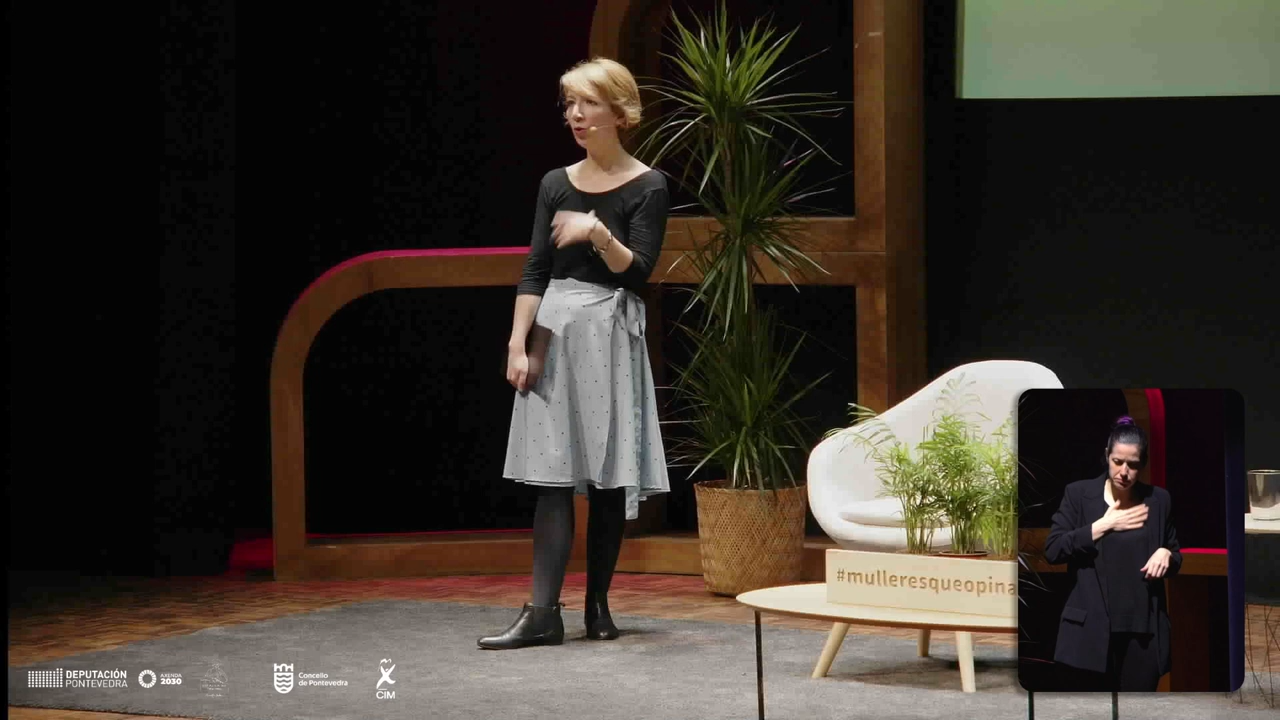 #mulleresqueopina
DEPUTACIÓN
PONTEVEDRA
AXENDA
2030
Concello
de Pontevedra
CIM